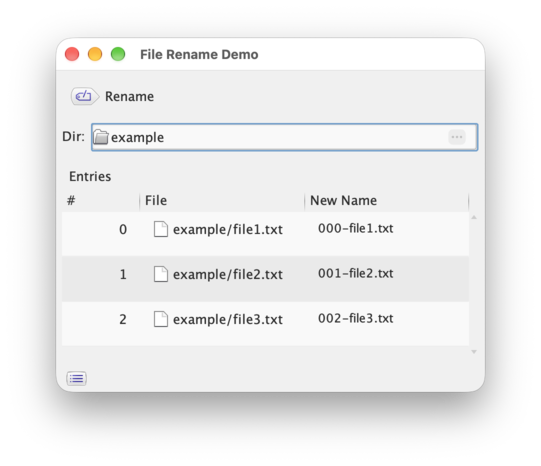 File Rename Demo
Rename
Dir: example ...
Entries
# File New Name
0 example/file1.txt 000-file1.txt
1 example/file2.txt 001-file2.txt
2 example/file3.txt 002-file3.txt